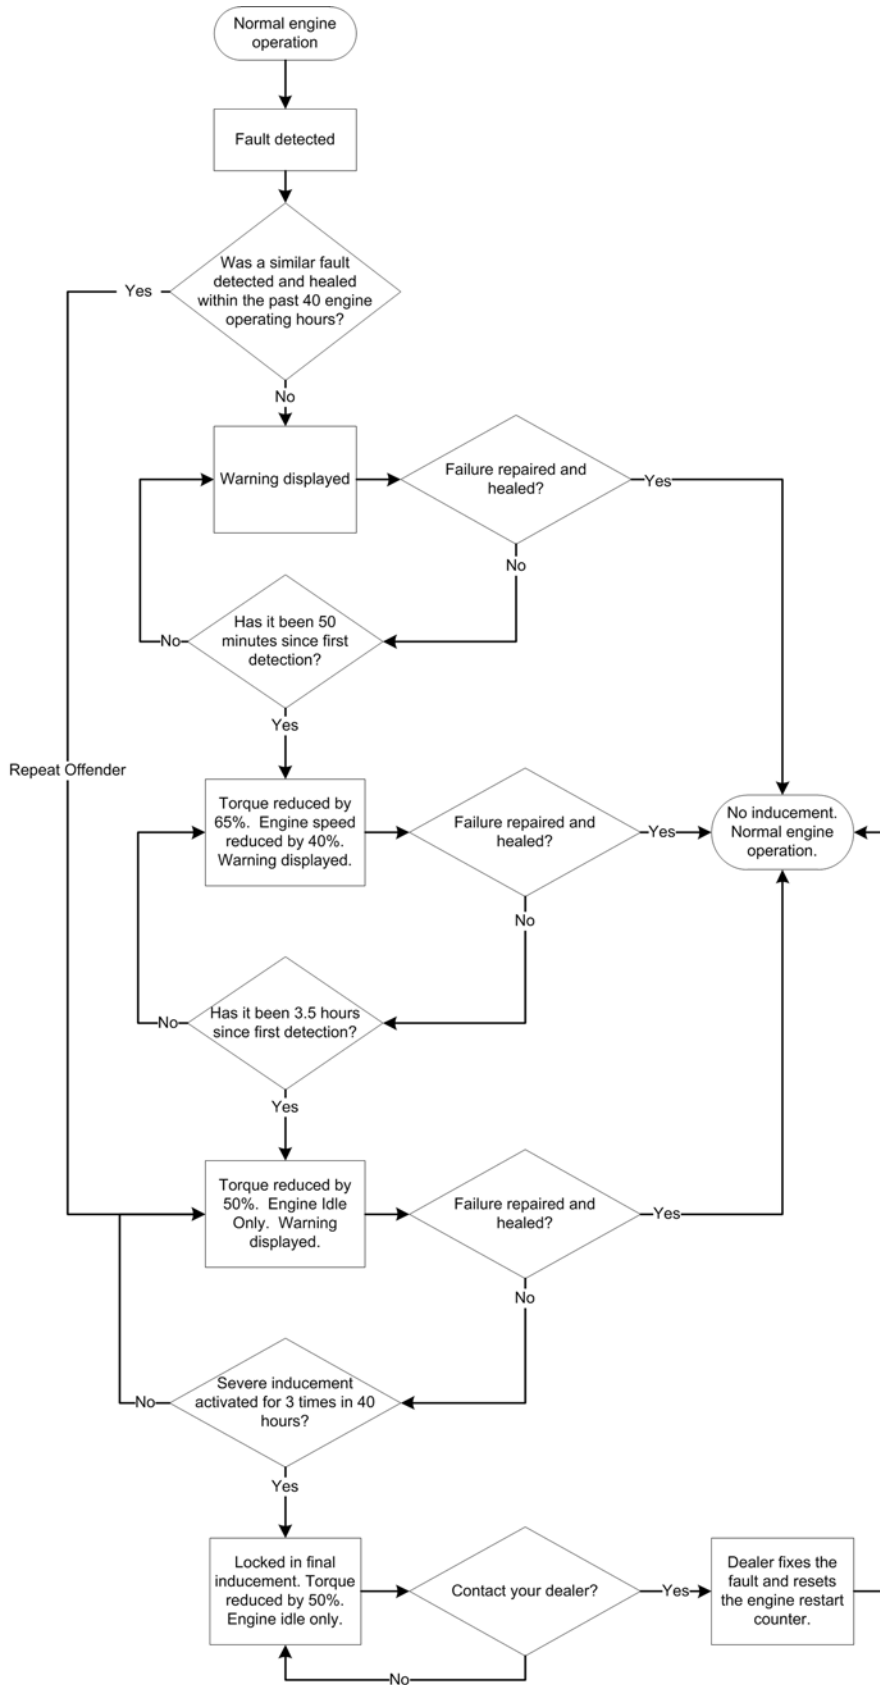 Normal engine
operation
Fault detected
Was a similar fault
detected and healed
within the past 40 engine
operating hours?
Yes
No
Warning displayed
Failure repaired and
healed?
Yes
No
Has it been 50
minutes since first
detection?
No
Yes
Repeat Offender
Torque reduced by
65%. Engine speed
reduced by 40%.
Warning displayed.
Failure repaired and
healed?
Yes
No inducement.
Normal engine
operation.
No
Has it been 3.5 hours
since first detection?
No
Yes
Torque reduced by
50%. Engine Idle
Only. Warning
displayed.
Failure repaired and
healed?
Yes
No
Severe inducement
activated for 3 times in 40
hours?
No
Yes
Locked in final
inducement. Torque
reduced by 50%.
Engine idle only.
Contact your dealer?
Yes
Dealer fixes the
fault and resets
the engine restart
counter.
No